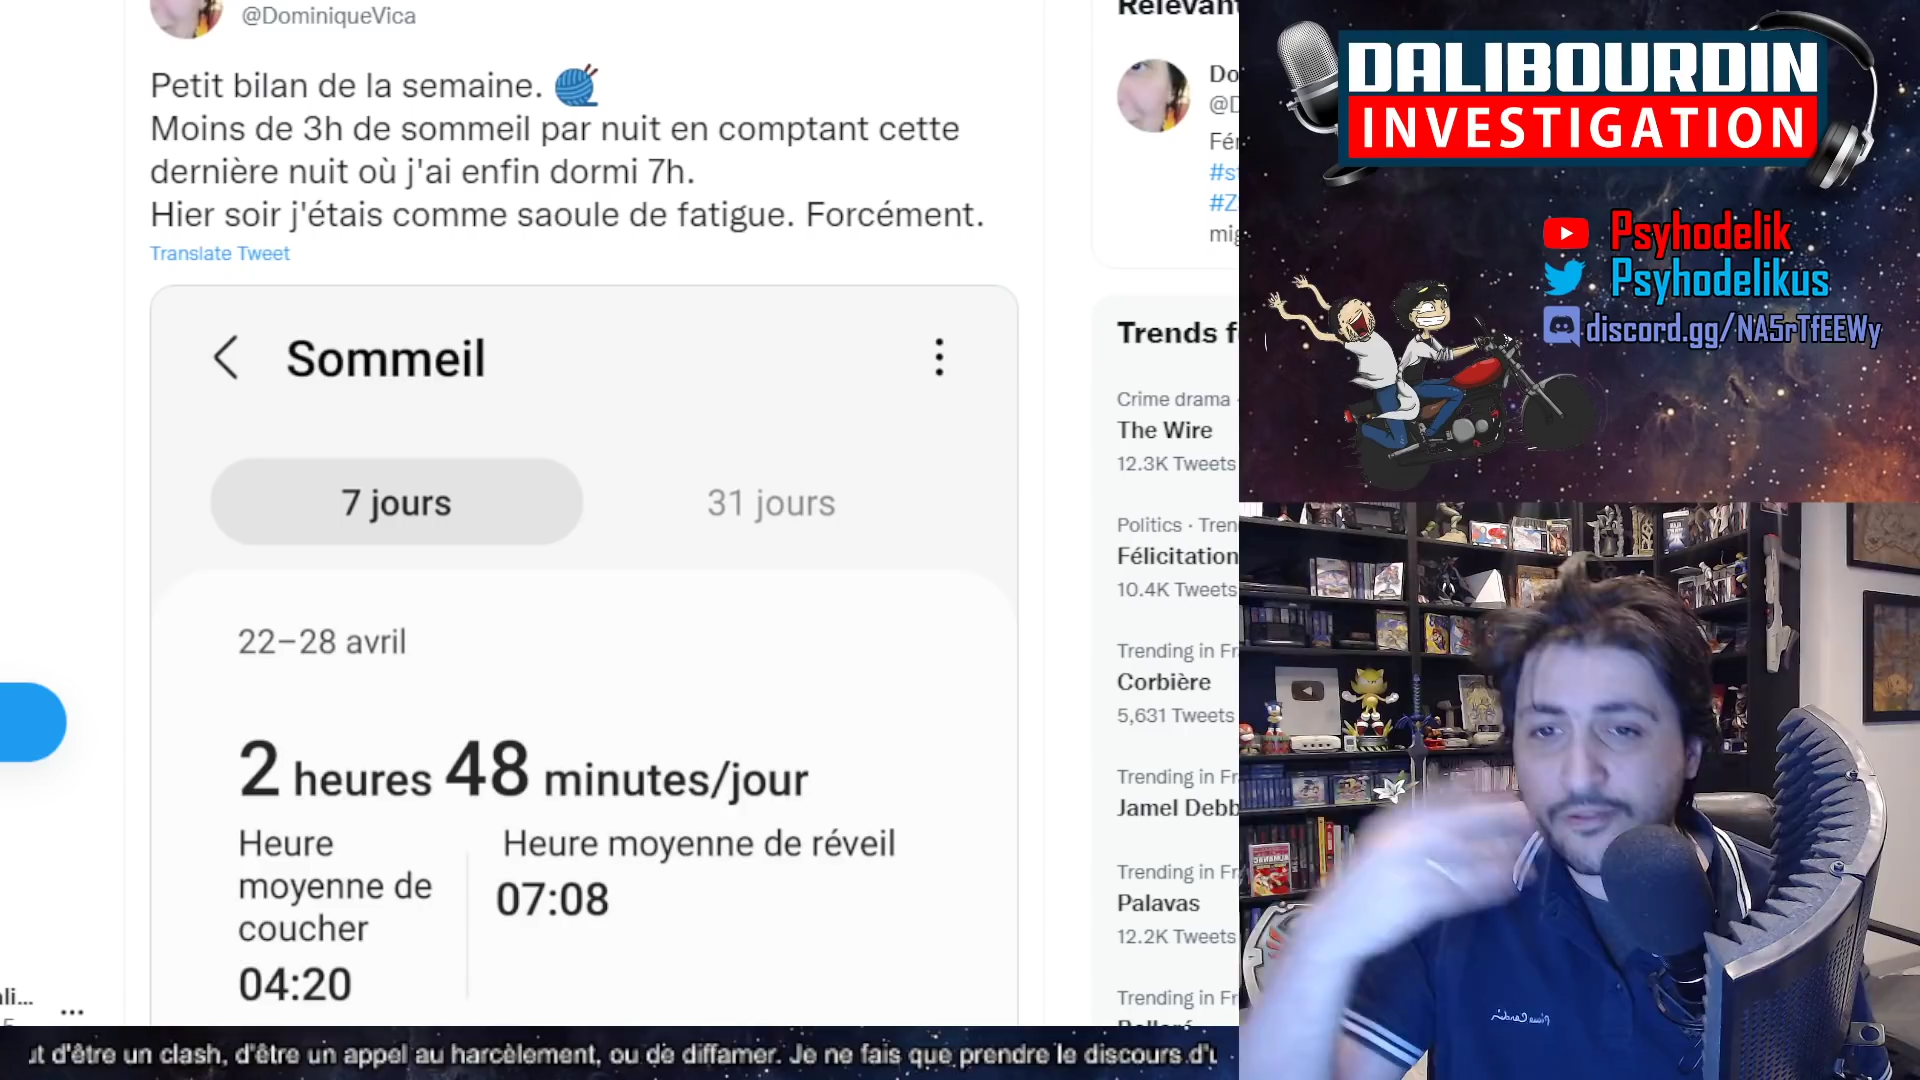 @DominiqueVica
Petit bilan de la semaine.
Moins de 3h de sommeil par nuit en comptant cette
dernière nuit où j'ai enfin dormi 7h.
Hier soir j'étais comme saoule de fatigue. Forcément.
Translate Tweet
Sommeil
7 jours
31 jours
22–28 avril
2 heures 48 minutes/jour
Heure
moyenne de
coucher
04:20
Heure moyenne de réveil
07:08
Relevan
Do
@D
Fér
#s
#Z
mig
Trends f
Crime drama ·
The Wire
12.3K Tweets
Politics · Tren
Félicitation
10.4K Tweets
Trending in Fr
Corbière
5,631 Tweets
Trending in Fr
Jamel Debb
Trending in Fr
Palavas
12.2K Tweets
Trending in Fr
DALIBOURDIN
INVESTIGATION
Psyhodelik
Psyhodelikus
discord.gg/NA5rTfEEWy
ALMANAC
li...
t d'être un clash, d'être un appel au harcèlement, ou de diffamer. Je ne fais que prendre le discours d'u